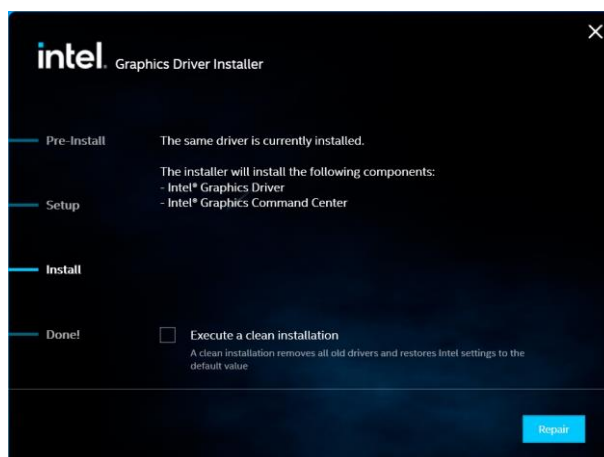 intel. Graphics Driver Installer
Pre-Install
The same driver is currently installed.
The installer will install the following components:
- Intel® Graphics Driver
- Intel® Graphics Command Center
Setup
Install
Done!
Execute a clean installation
A clean installation removes all old drivers and restores Intel settings to the
default value
Repair